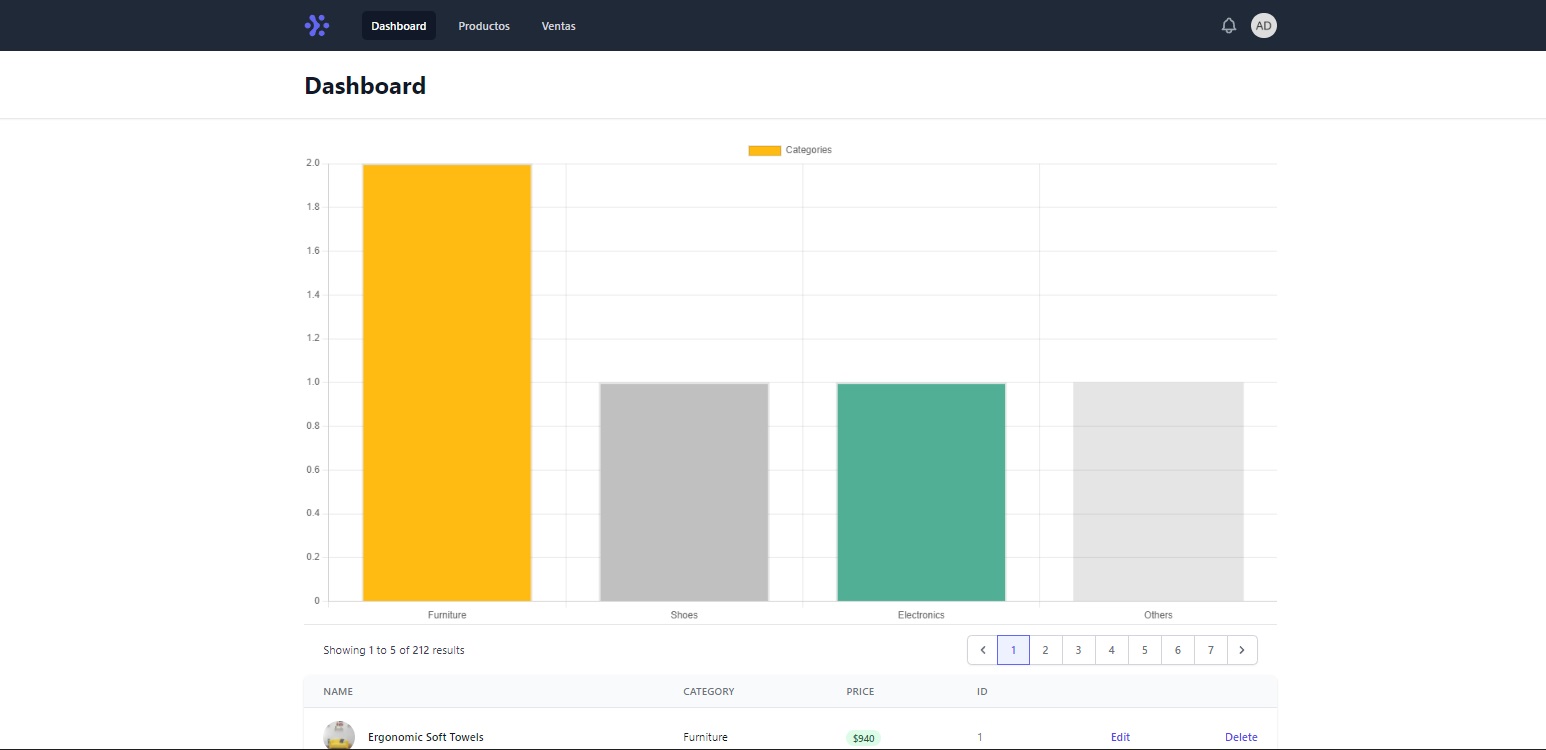 Dashboard Productos Ventas AD
Dashboard
Categories
2.0
1.8
1.6
1.4
1.2
1.0
0.8
0.6
0.4
0.2
0
Furniture Shoes Electronics Others
Showing 1 to 5 of 212 results 1 2 3 4 5 6 7
NAME CATEGORY PRICE ID
Ergonomic Soft Towels Furniture $940 1 Edit Delete